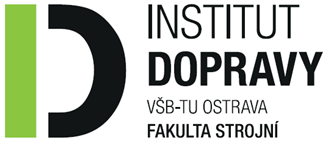 INSTITUT
DOPRAVY
VŠB-TU OSTRAVA
FAKULTA STROJNÍ